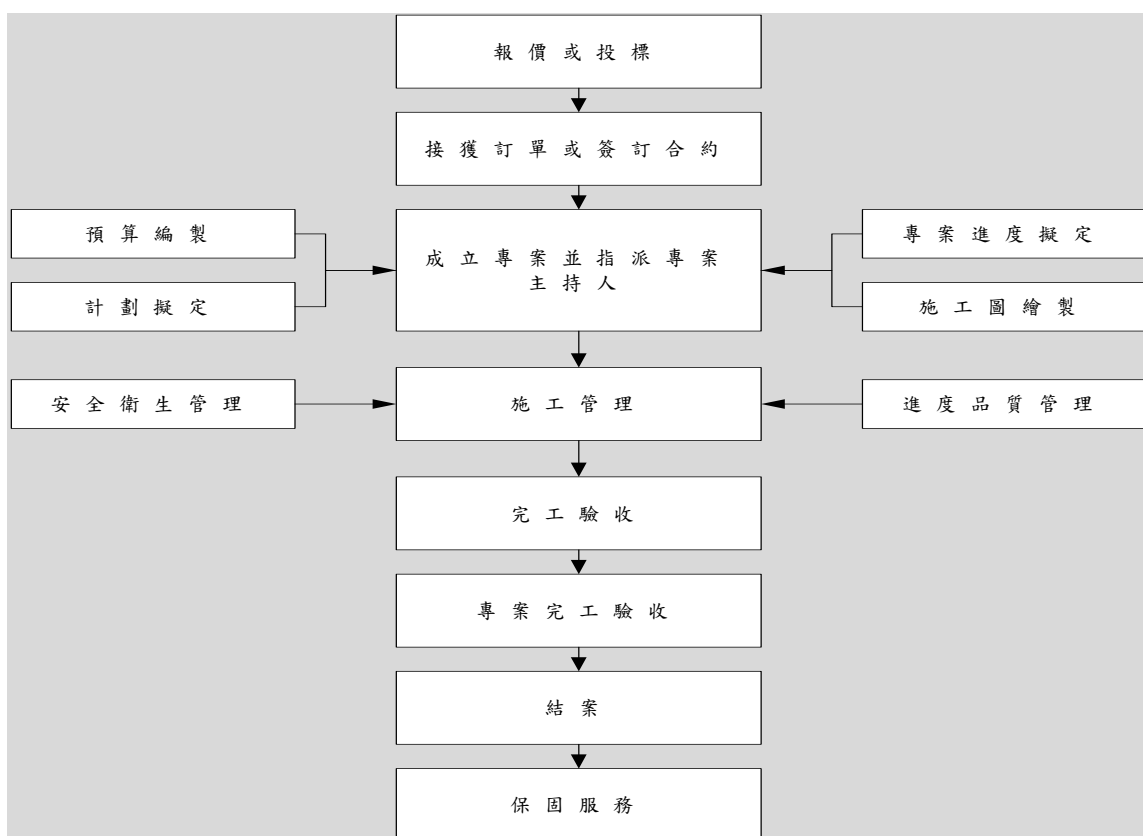 報價或投標
接獲訂單或簽訂合約
預算編製
成立專案並指派專案
主持人
專案進度擬定
計劃擬定
施工圖繪製
安全衛生管理
施工管理
進度品質管理
完工驗收
專案完工驗收
結案
保固服務